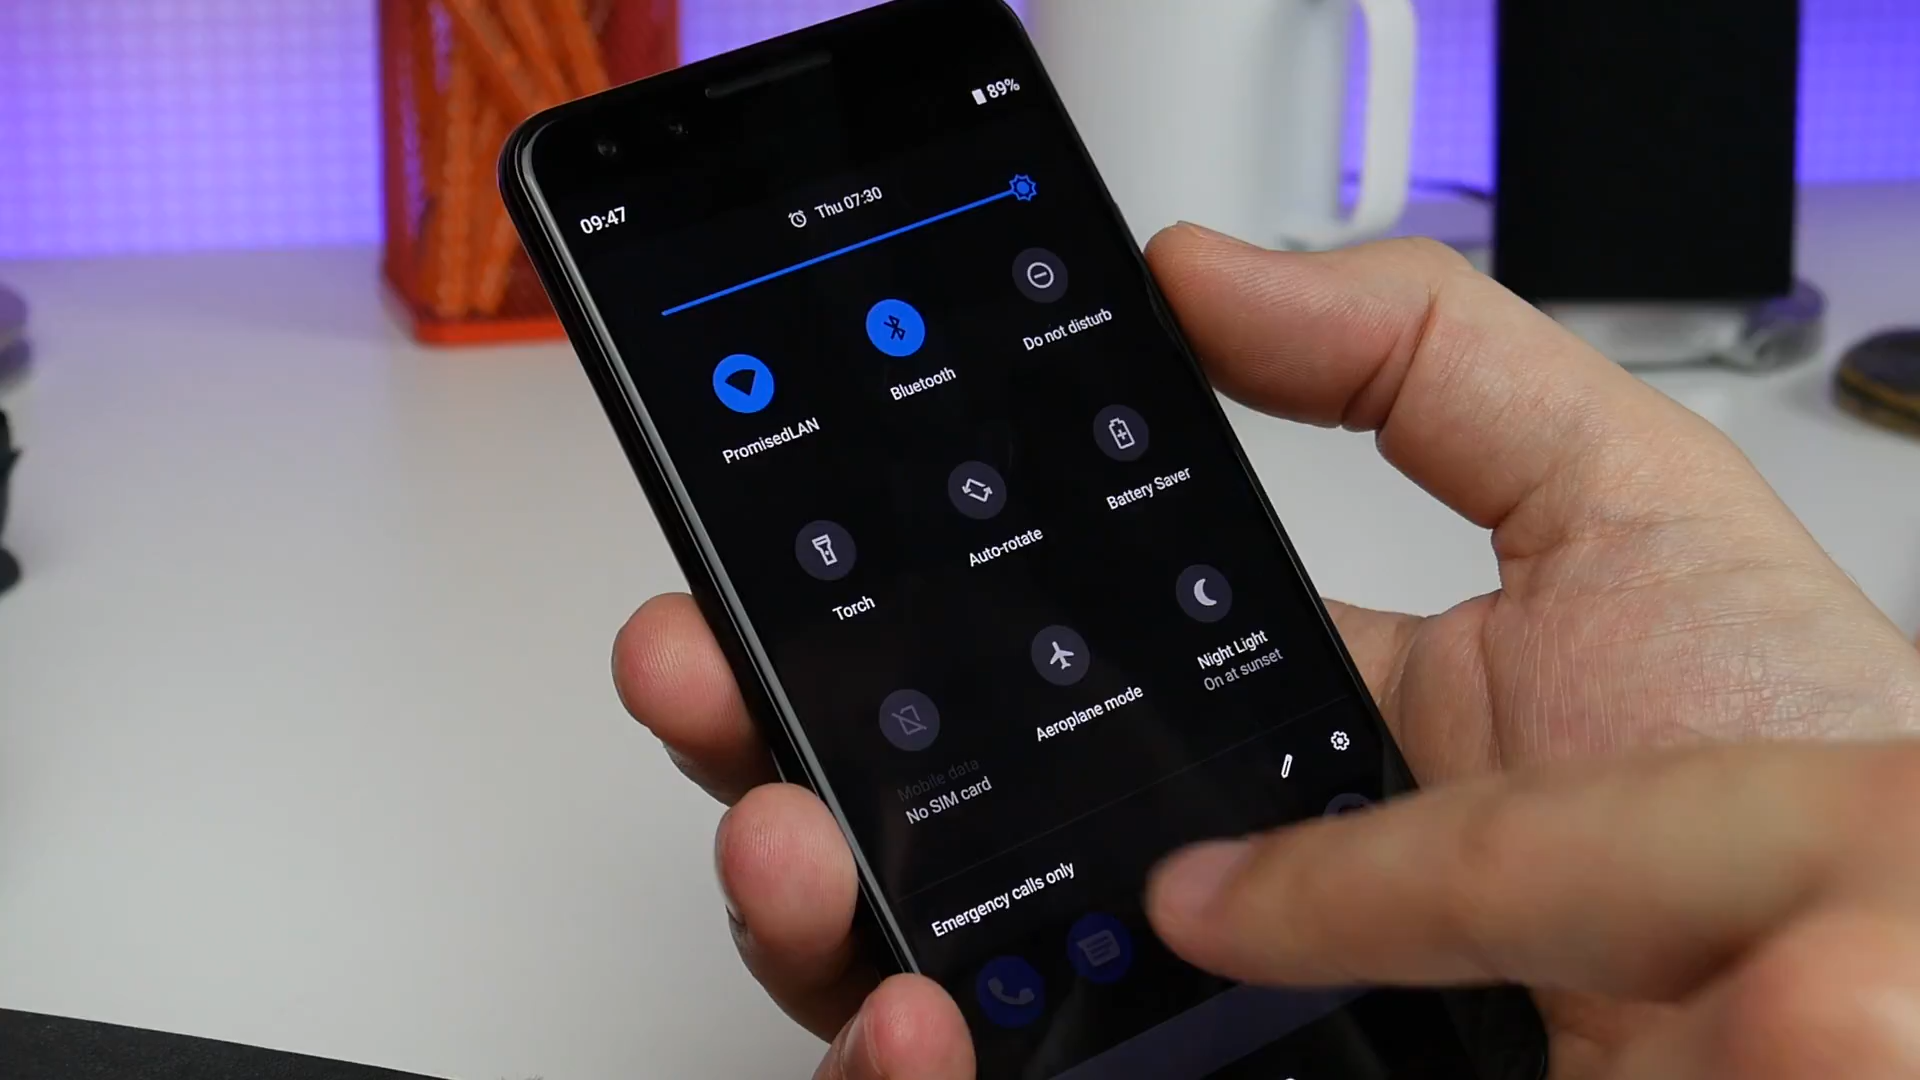 89%
09:47
Thu 07:30
PromisedLAN
Bluetooth
Do not disturb
Torch
Auto-rotate
Battery Saver
Mobile data
No SIM card
Aeroplane mode
Night Light
On at sunset
Emergency calls only